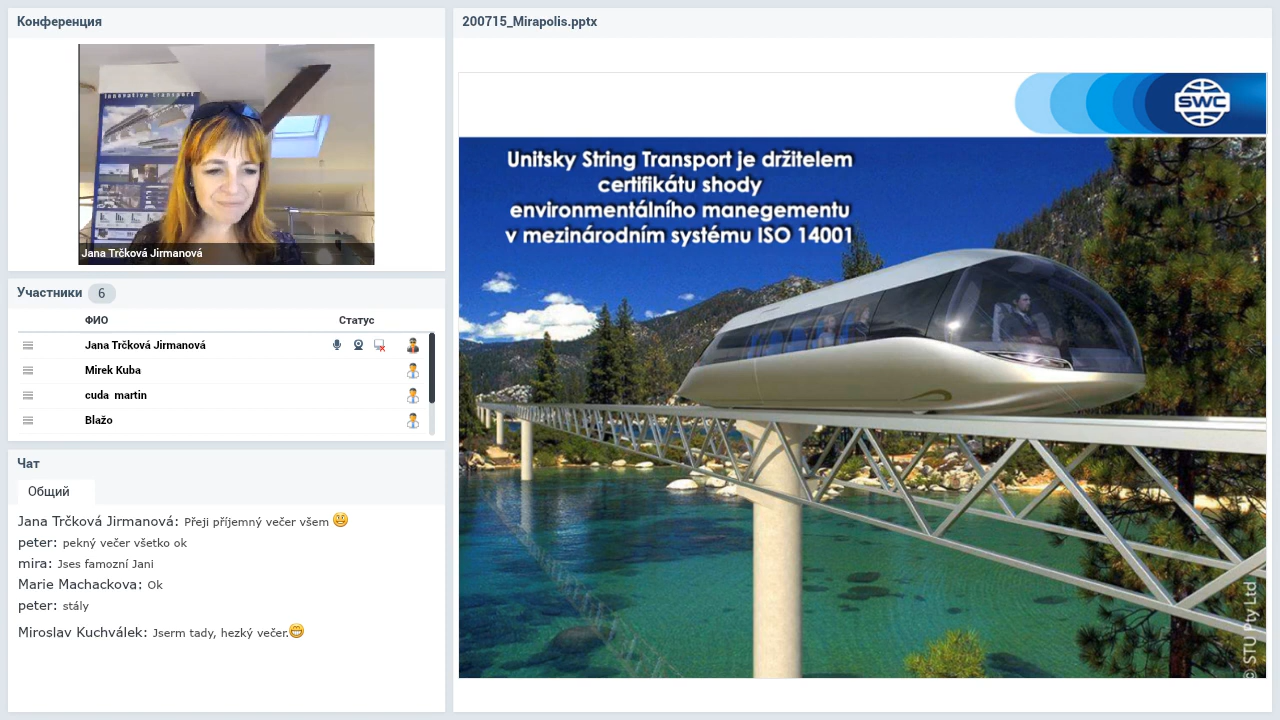 Конференция
innovative transport
Jana Trčková Jirmanová
Участники 6
ФИО Статус
Jana Trčková Jirmanová
Mirek Kuba
cuda martin
Blažo
Чат
Общий
Jana Trčková Jirmanová: Přeji příjemný večer všem
peter: pekný večer všetko ok
mira: Jses famozní Jani
Marie Machackova: Ok
peter: stály
Miroslav Kuchválek: Jserm tady, hezký večer.
200715_Mirapolis.pptx
SWC
Unitsky String Transport je držitelem
certifikátu shody
environmentálního manegementu
v mezinárodním systému ISO 14001
© STU Pty Ltd